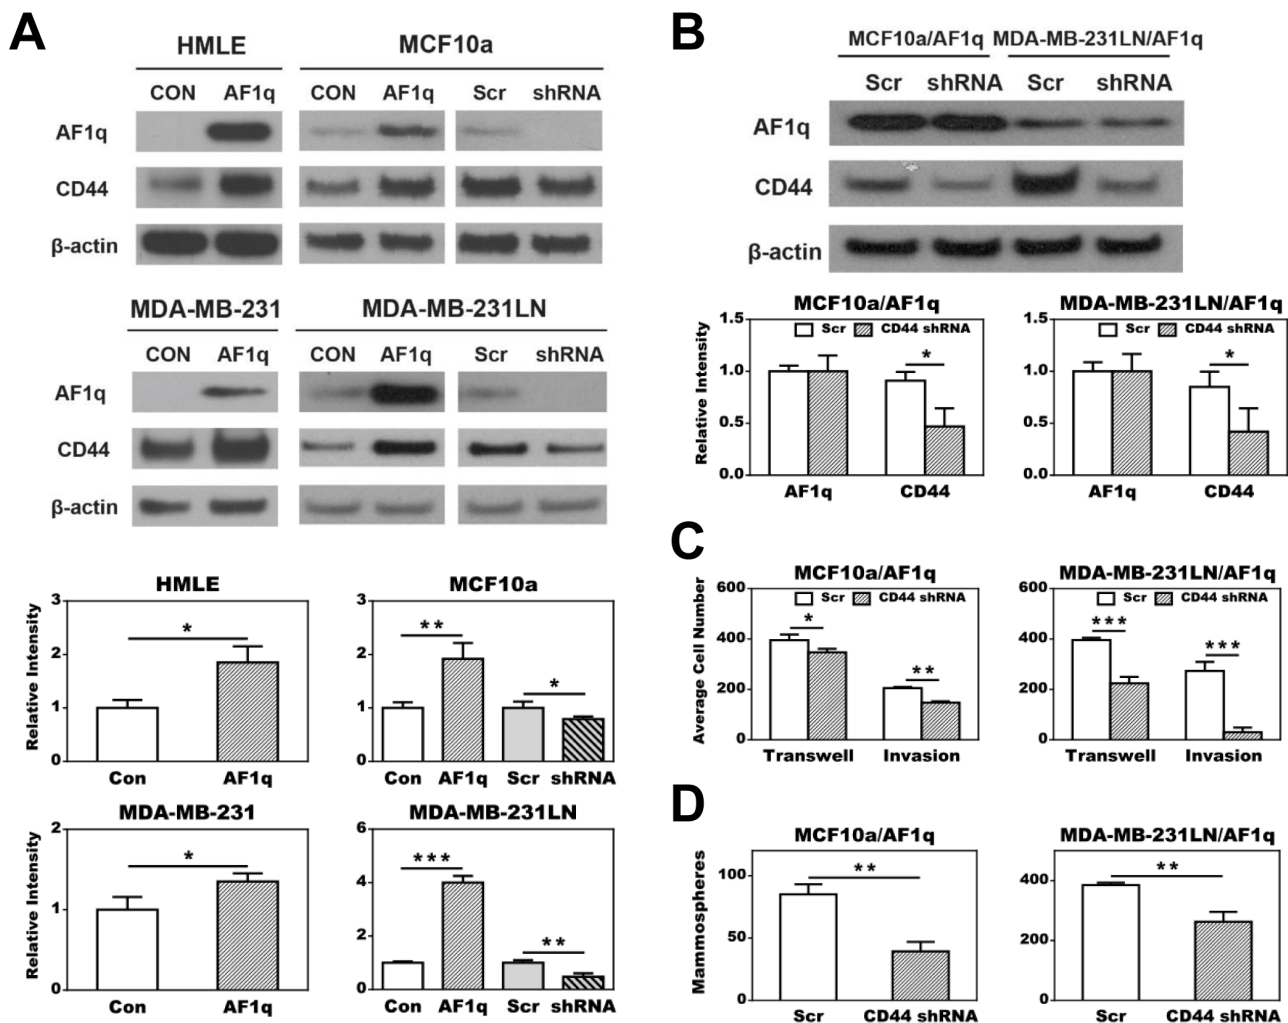 A
HMLE
MCF10a
CON AF1q CON AF1q Scr shRNA
AF1q
CD44
β-actin
MDA-MB-231
MDA-MB-231LN
CON AF1q CON AF1q Scr shRNA
AF1q
CD44
β-actin
HMLE
Relative Intensity
3
2
1
0
*
Con AF1q
MCF10a
3
2
1
0
**
*
Con AF1q Scr shRNA
MDA-MB-231
Relative Intensity
2
1
0
*
Con AF1q
MDA-MB-231LN
6
4
2
0
***
**
Con AF1q Scr shRNA
B
MCF10a/AF1q MDA-MB-231LN/AF1q
Scr shRNA Scr shRNA
AF1q
CD44
β-actin
MCF10a/AF1q
Scr CD44 shRNA
Relative Intensity
1.5
1.0
0.5
0.0
*
AF1q CD44
MDA-MB-231LN/AF1q
Scr CD44 shRNA
1.5
1.0
0.5
0.0
*
AF1q CD44
C
MCF10a/AF1q
Scr CD44 shRNA
Average Cell Number
600
400
200
0
*
**
Transwell Invasion
MDA-MB-231LN/AF1q
Scr CD44 shRNA
600
400
200
0
***
***
Transwell Invasion
D
MCF10a/AF1q
Mammospheres
100
50
0
**
Scr CD44 shRNA
MDA-MB-231LN/AF1q
400
200
0
**
Scr CD44 shRNA